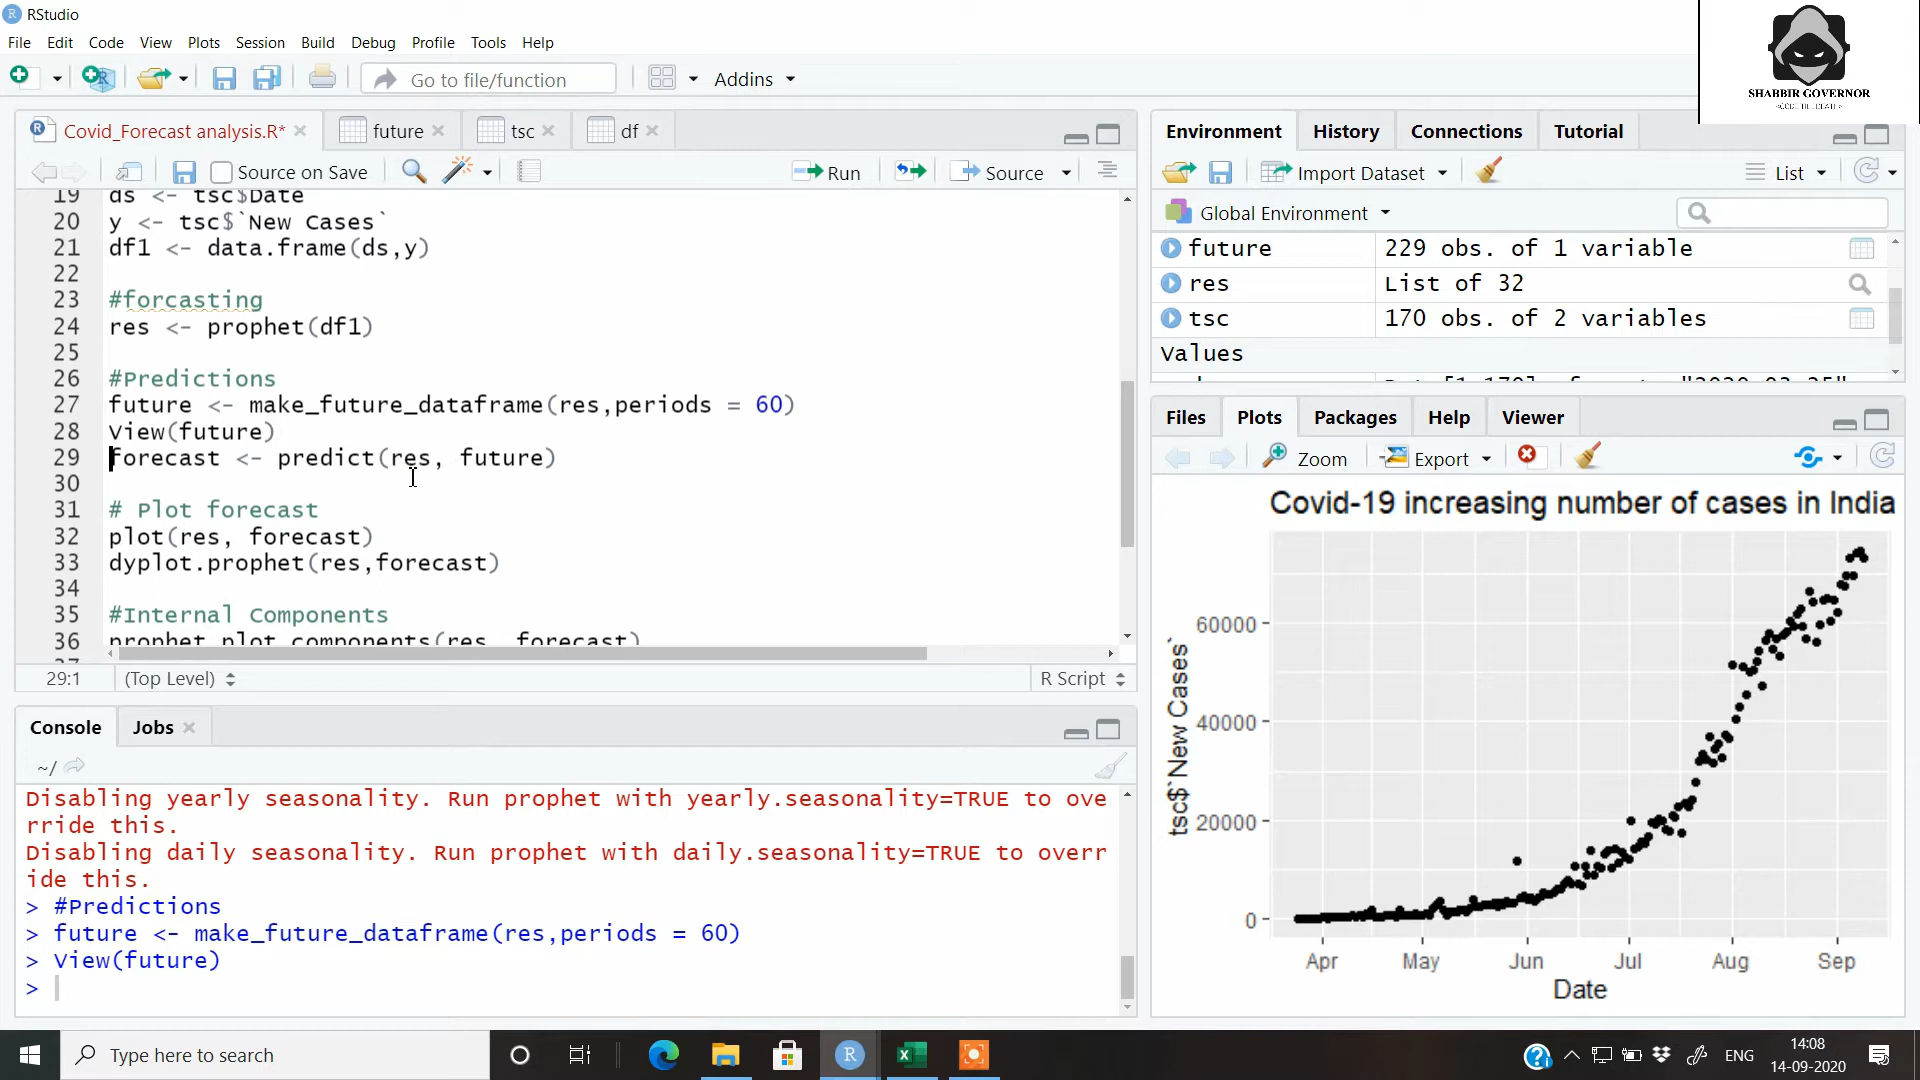 RStudio
File Edit Code View Plots Session Build Debug Profile Tools Help
Go to file/function
Addins
SHABBIR GOVERNOR
Covid_Forecast analysis.R*
future
tsc
df
Source on Save
Run
Source
19 ds <- tsc$Date
20 y <- tsc$`New Cases`
21 df1 <- data.frame(ds,y)
22
23 #forcasting
24 res <- prophet(df1)
25
26 #Predictions
27 future <- make_future_dataframe(res,periods = 60)
28 View(future)
29 forecast <- predict(res, future)
30
31 # Plot forecast
32 plot(res, forecast)
33 dyplot.prophet(res,forecast)
34
35 #Internal Components
36 prophet_plot_components(res, forecast)
29:1
(Top Level)
R Script
Console Jobs
~/
Disabling yearly seasonality. Run prophet with yearly.seasonality=TRUE to ove
rride this.
Disabling daily seasonality. Run prophet with daily.seasonality=TRUE to overr
ide this.
> #Predictions
> future <- make_future_dataframe(res,periods = 60)
> View(future)
>
Environment History Connections Tutorial
Import Dataset
List
Global Environment
future 229 obs. of 1 variable
res List of 32
tsc 170 obs. of 2 variables
Values
Files Plots Packages Help Viewer
Zoom
Export
Covid-19 increasing number of cases in India
tsc$`New Cases`
60000
40000
20000
0
Apr May Jun Jul Aug Sep
Date
Type here to search
ENG
14:08
14-09-2020